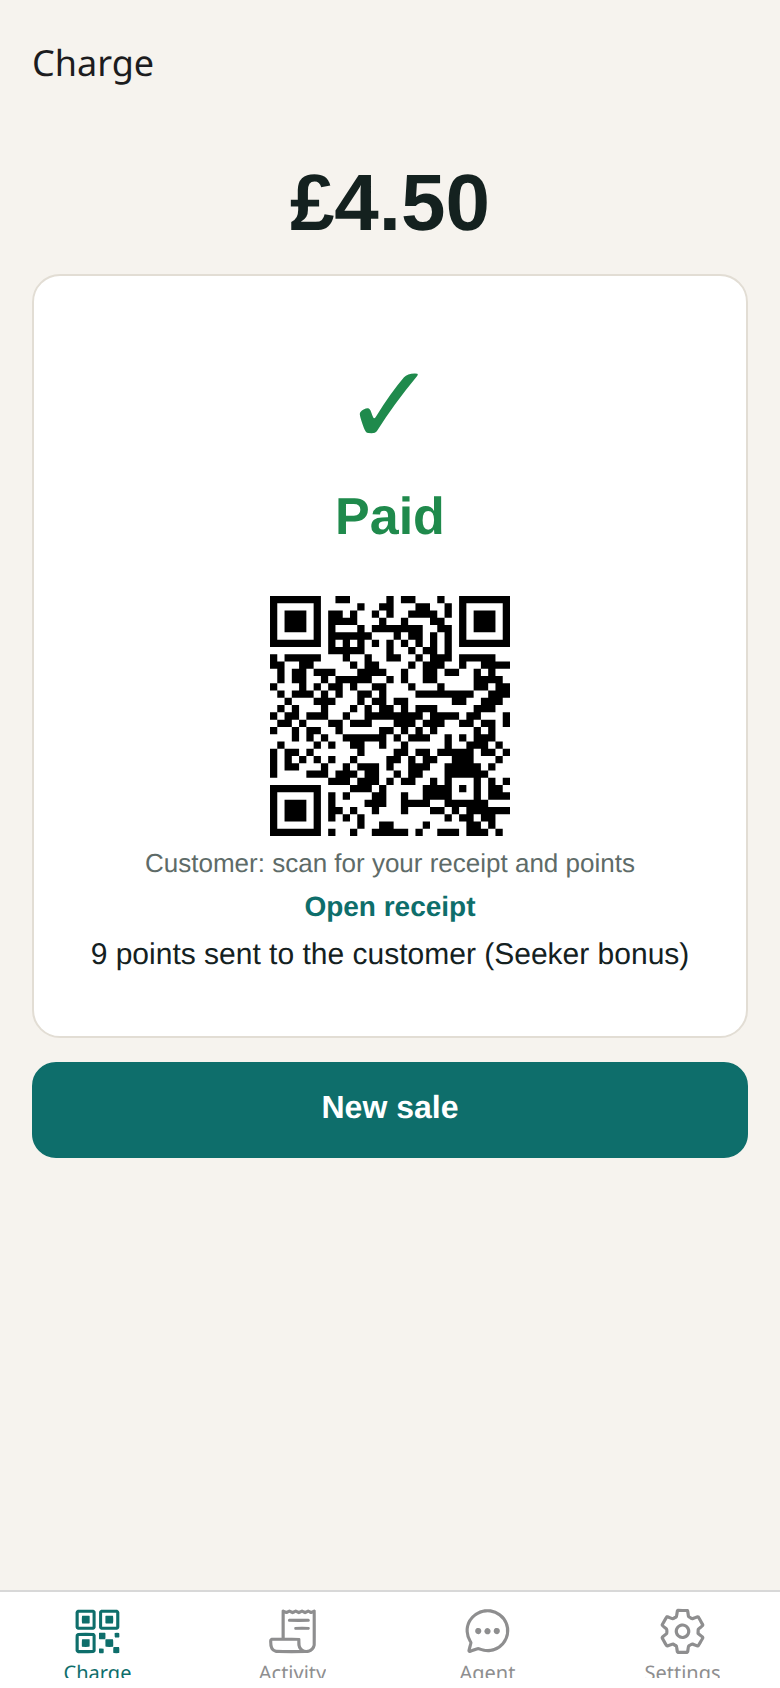 Charge
£4.50
✓
Paid
Customer: scan for your receipt and points
Open receipt
9 points sent to the customer (Seeker bonus)
New sale
Charge
Activity
Agent
Settings